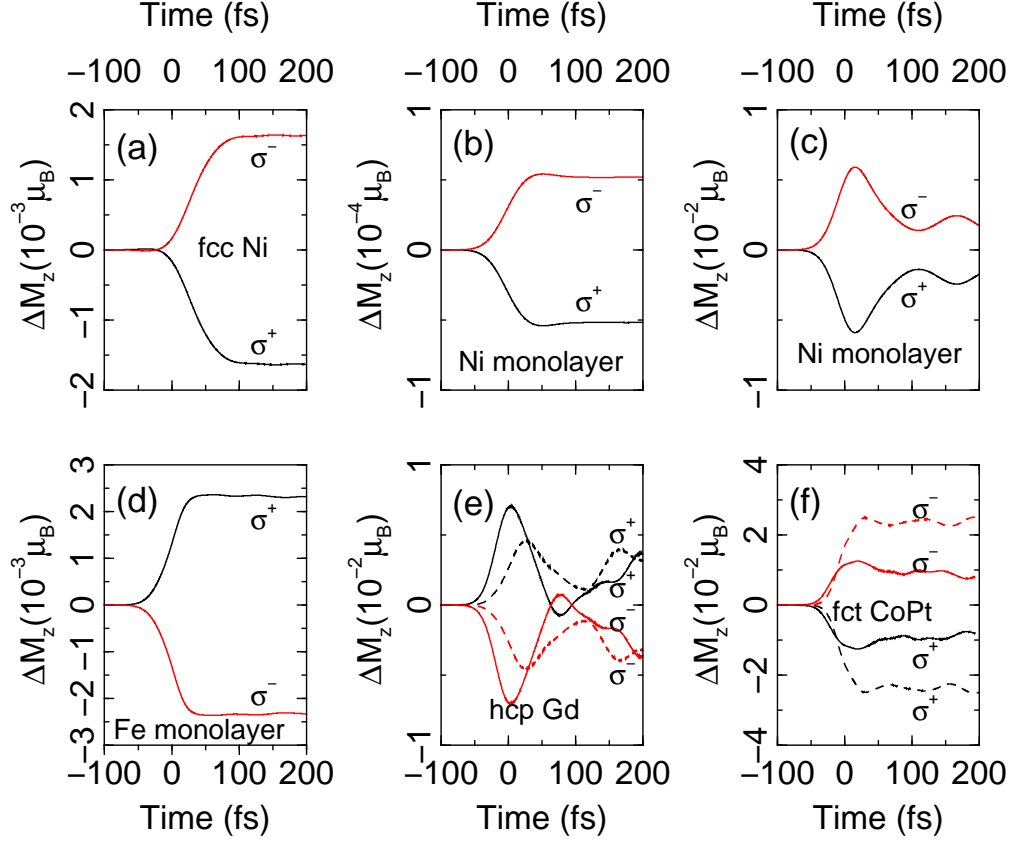 Time (fs) Time (fs) Time (fs)
−100 0 100 200 −100 0 100 200 −100 0 100 200
ΔM_z(10^−3 μ_B)
2
1
0
−1
−2
(a)
σ^−
fcc Ni
σ^+
ΔM_z(10^−4 μ_B)
1
0
−1
(b)
σ^−
σ^+
Ni monolayer
ΔM_z(10^−2 μ_B)
1
0
−1
(c)
σ^−
σ^+
Ni monolayer
ΔM_z(10^−3 μ_B)
3
2
1
0
−1
−2
−3
(d)
σ^+
σ^−
Fe monolayer
ΔM_z(10^−2 μ_B)
1
0
−1
(e)
σ^+
σ^+
σ^−
σ^−
hcp Gd
ΔM_z(10^−2 μ_B)
4
2
0
−2
−4
(f)
σ^−
σ^−
fct CoPt
σ^+
σ^+
−100 0 100 200 −100 0 100 200 −100 0 100 200
Time (fs) Time (fs) Time (fs)